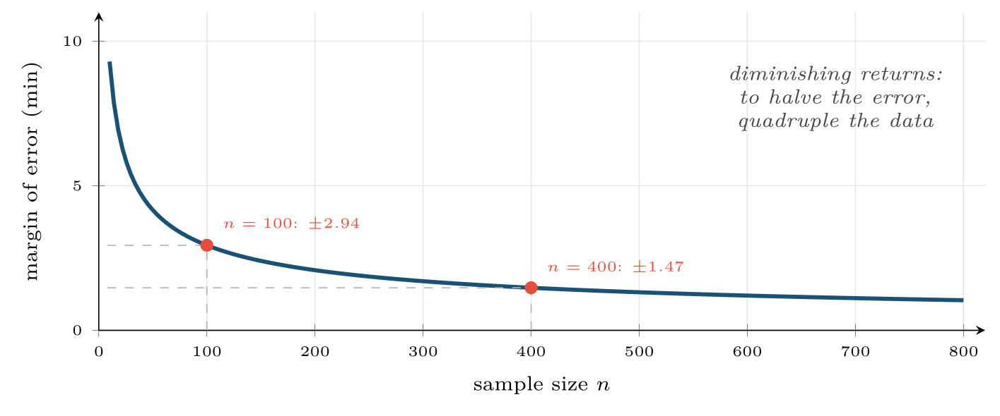 10
5
0
margin of error (min)
diminishing returns:
to halve the error,
quadruple the data
n = 100: ±2.94
n = 400: ±1.47
0 100 200 300 400 500 600 700 800
sample size n